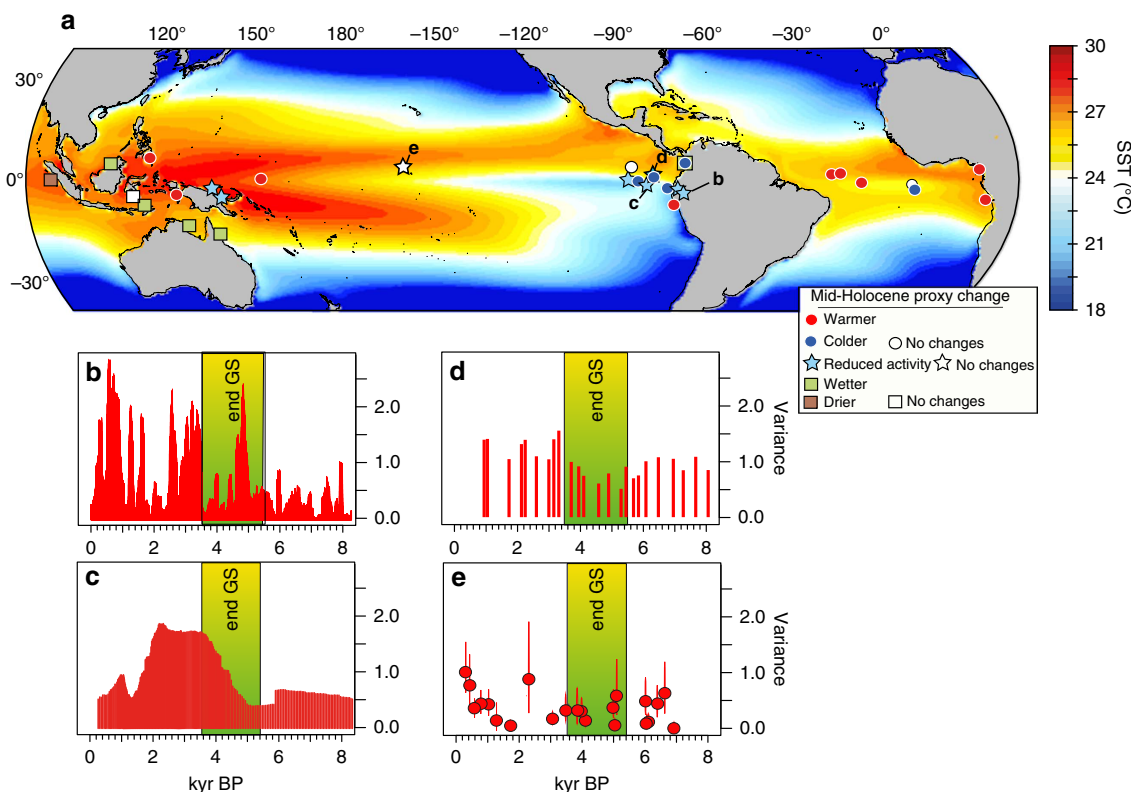 a
120° 150° 180° −150° −120° −90° −60° −30° 0°
30°
0°
−30°
e
d
c
b
30
27
24
21
18
SST (°C)
Mid-Holocene proxy change
Warmer
Colder No changes
Reduced activity No changes
Wetter
Drier No changes
b
end GS
2.0
1.0
0.0
0 2 4 6 8
d
end GS
2.0
1.0
0.0
Variance
0 2 4 6 8
c
end GS
2.0
1.0
0.0
0 2 4 6 8
kyr BP
e
end GS
2.0
1.0
0.0
Variance
0 2 4 6 8
kyr BP